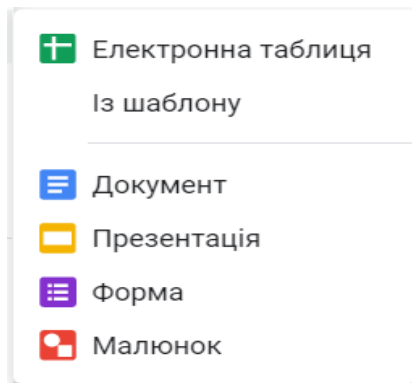 Електронна таблиця
Із шаблону
Документ
Презентація
Форма
Малюнок